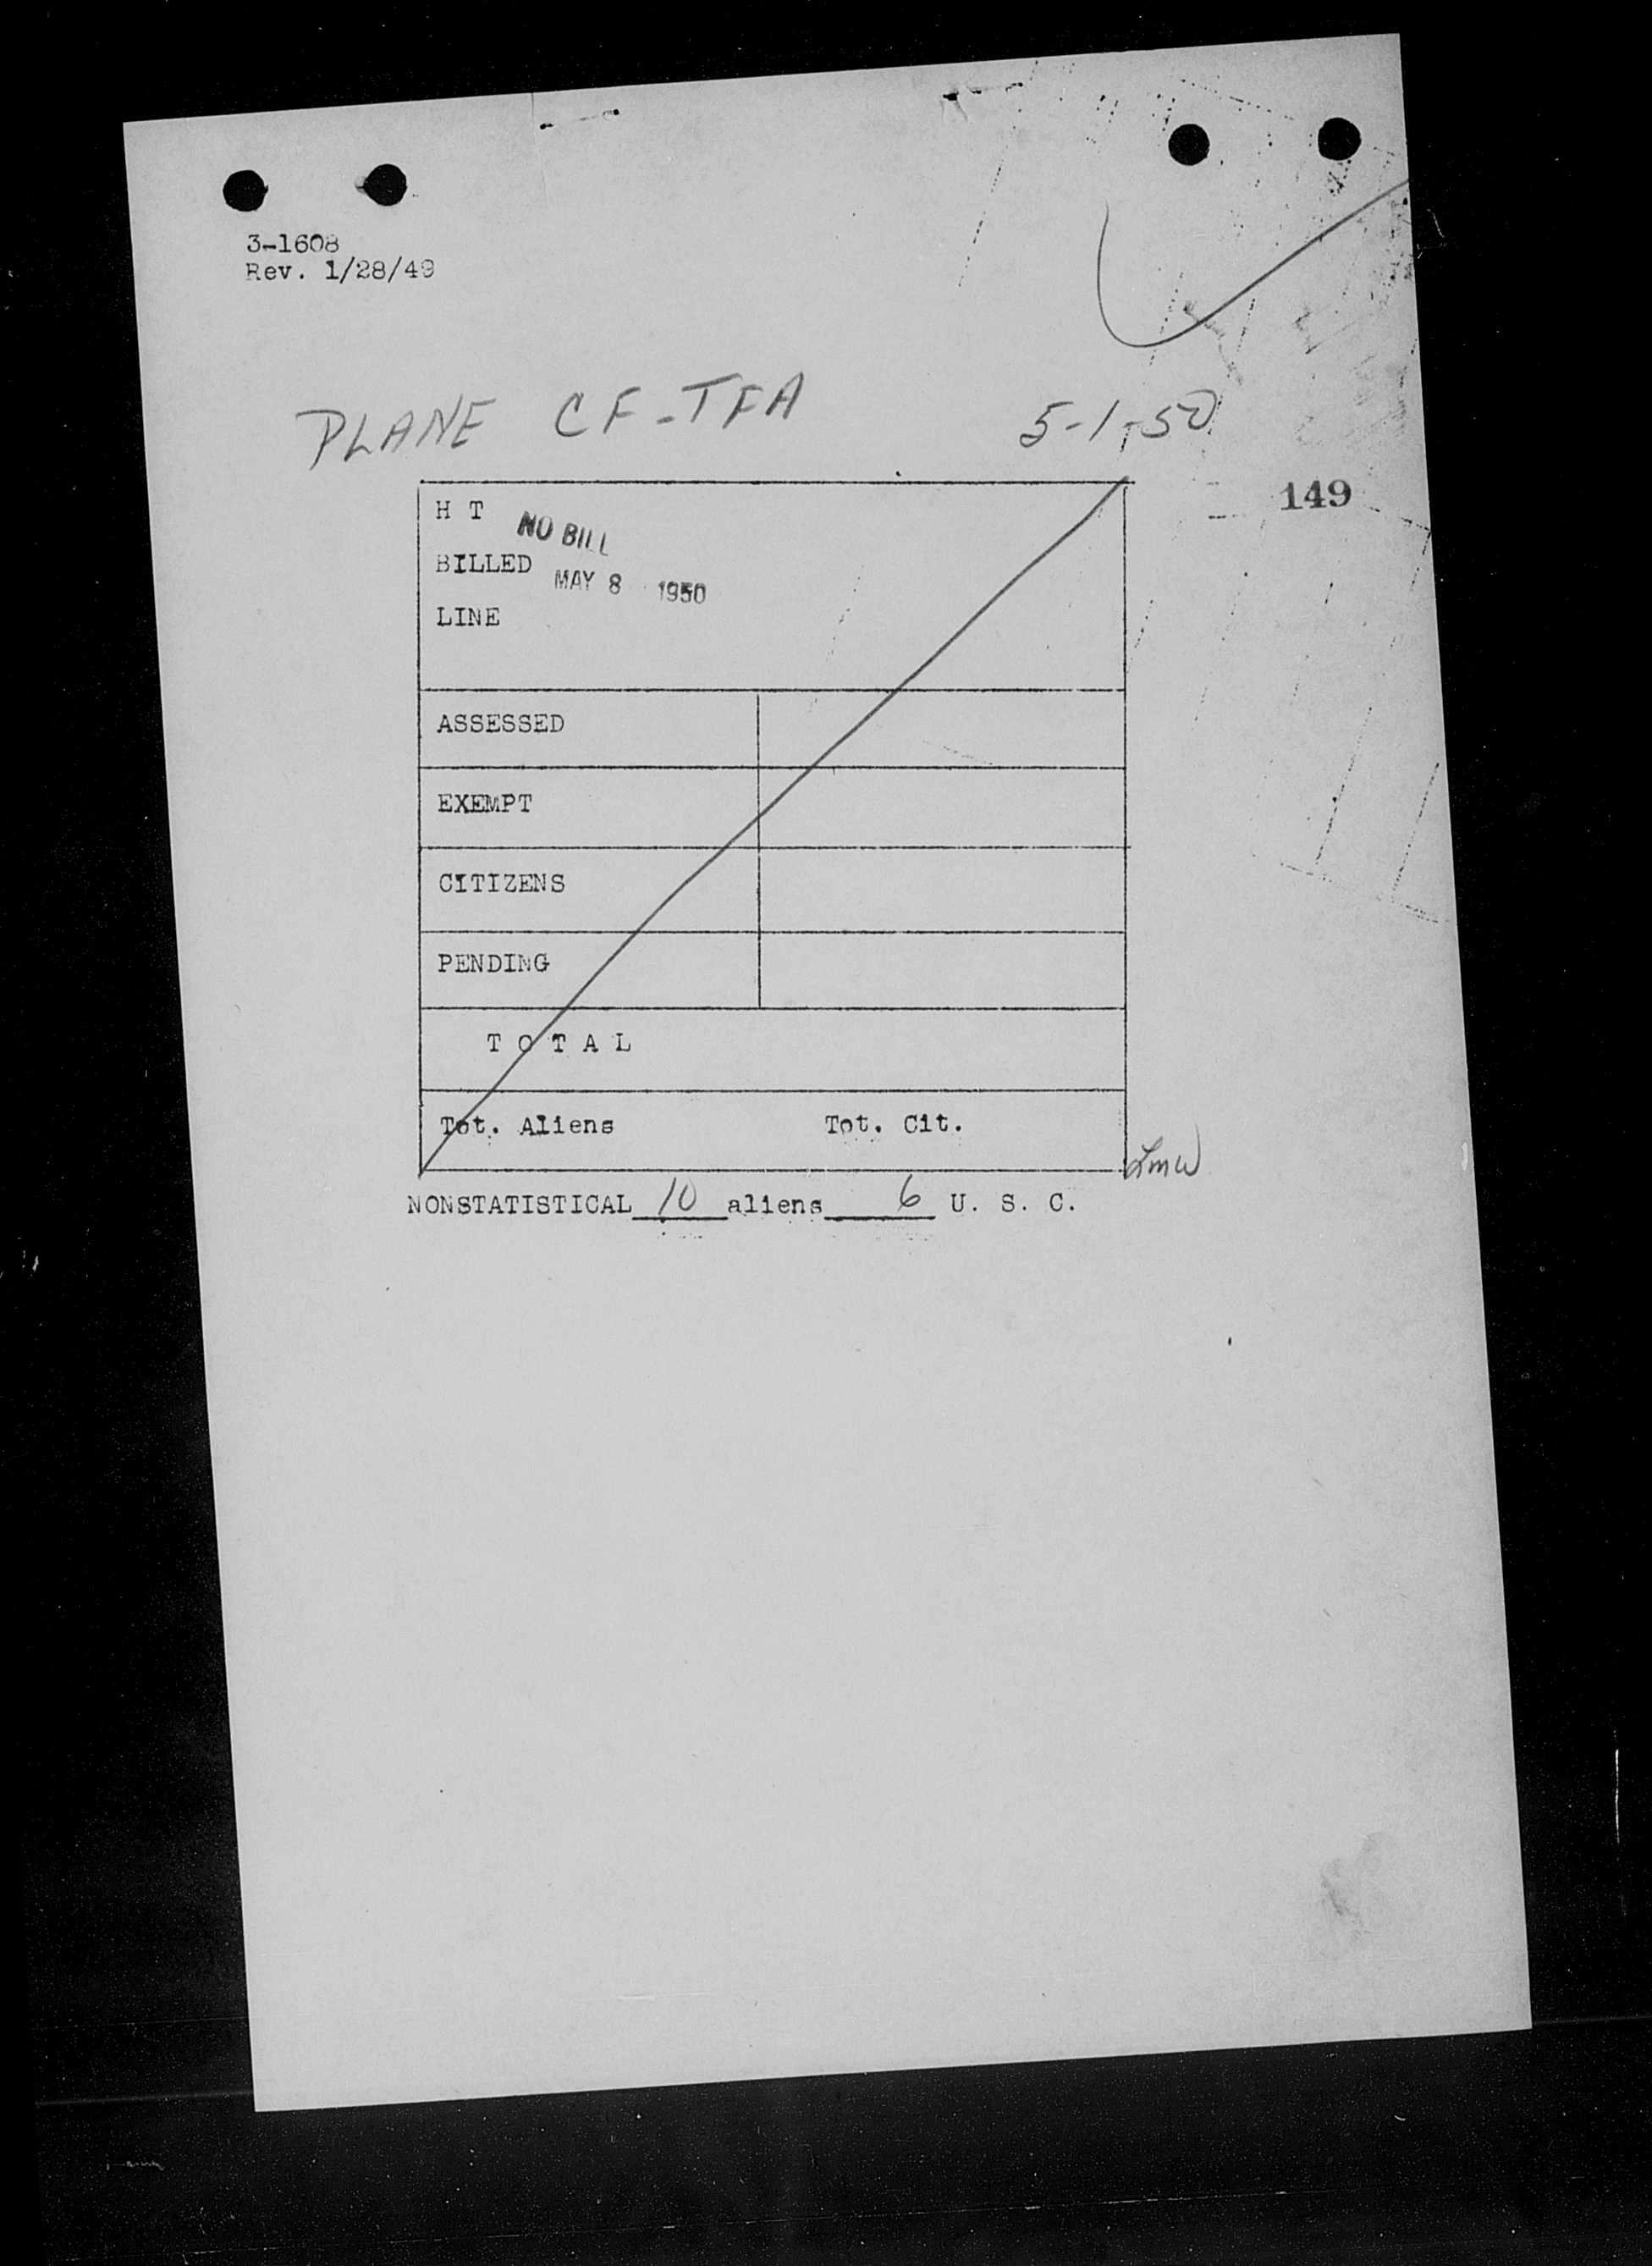 3-1608
Rev. 1/28/49
PLANE CF-TFA 5-1-50
149
H T
NO BILL
BILLED
MAY 8 1950
LINE
ASSESSED
EXEMPT
CITIZENS
PENDING
T O T A L
Tot. Aliens Tot. Cit.
LMW
NONSTATISTICAL 10 aliens 6 U. S. C.